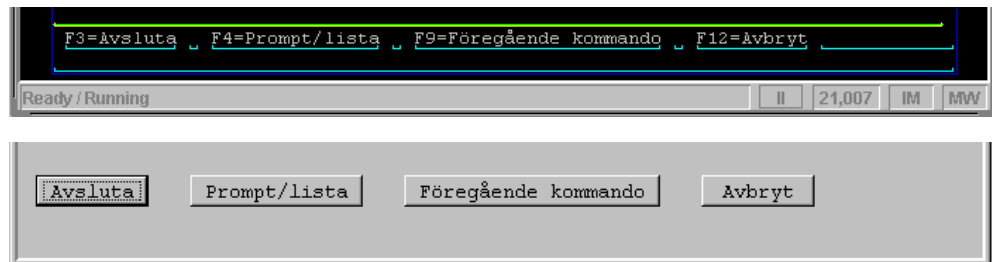 F3=Avsluta F4=Prompt/lista F9=Föregående kommando F12=Avbryt
Ready / Running II 21,007 IM MW
Avsluta Prompt/lista Föregående kommando Avbryt